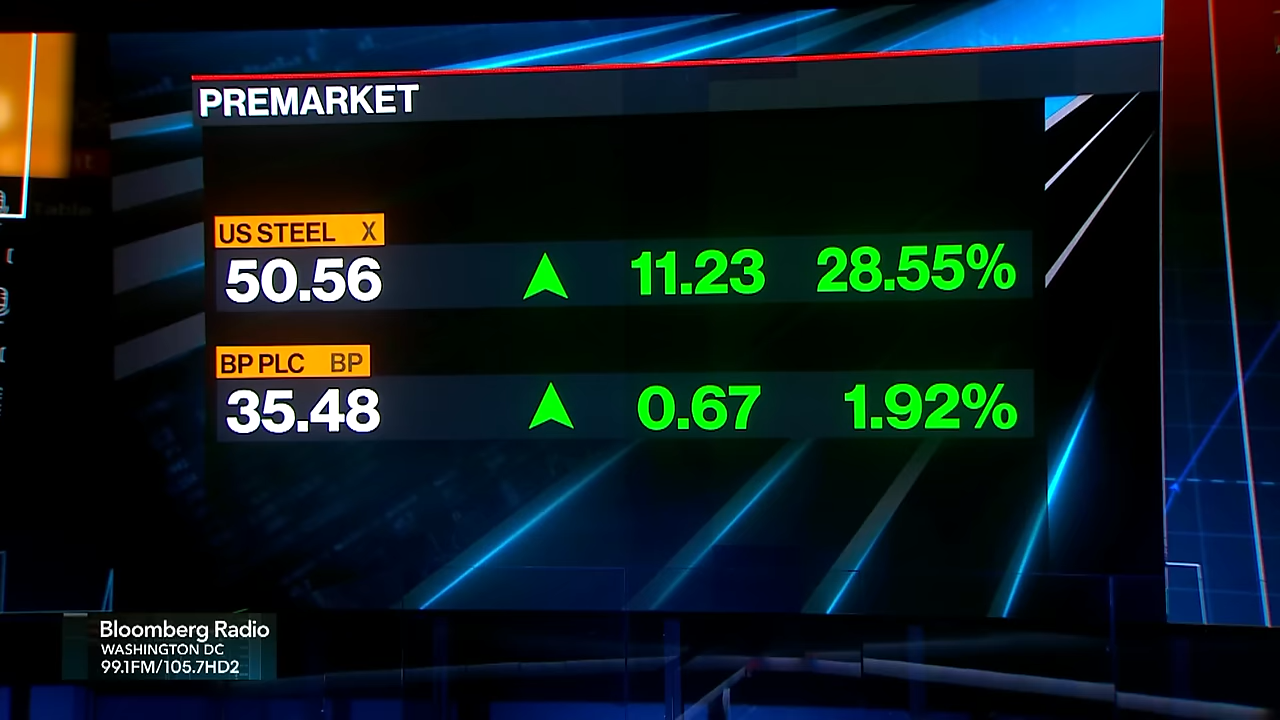 PREMARKET
US STEEL X
50.56 ▲ 11.23 28.55%
BP PLC BP
35.48 ▲ 0.67 1.92%
Bloomberg Radio
WASHINGTON DC
99.1FM/105.7HD2